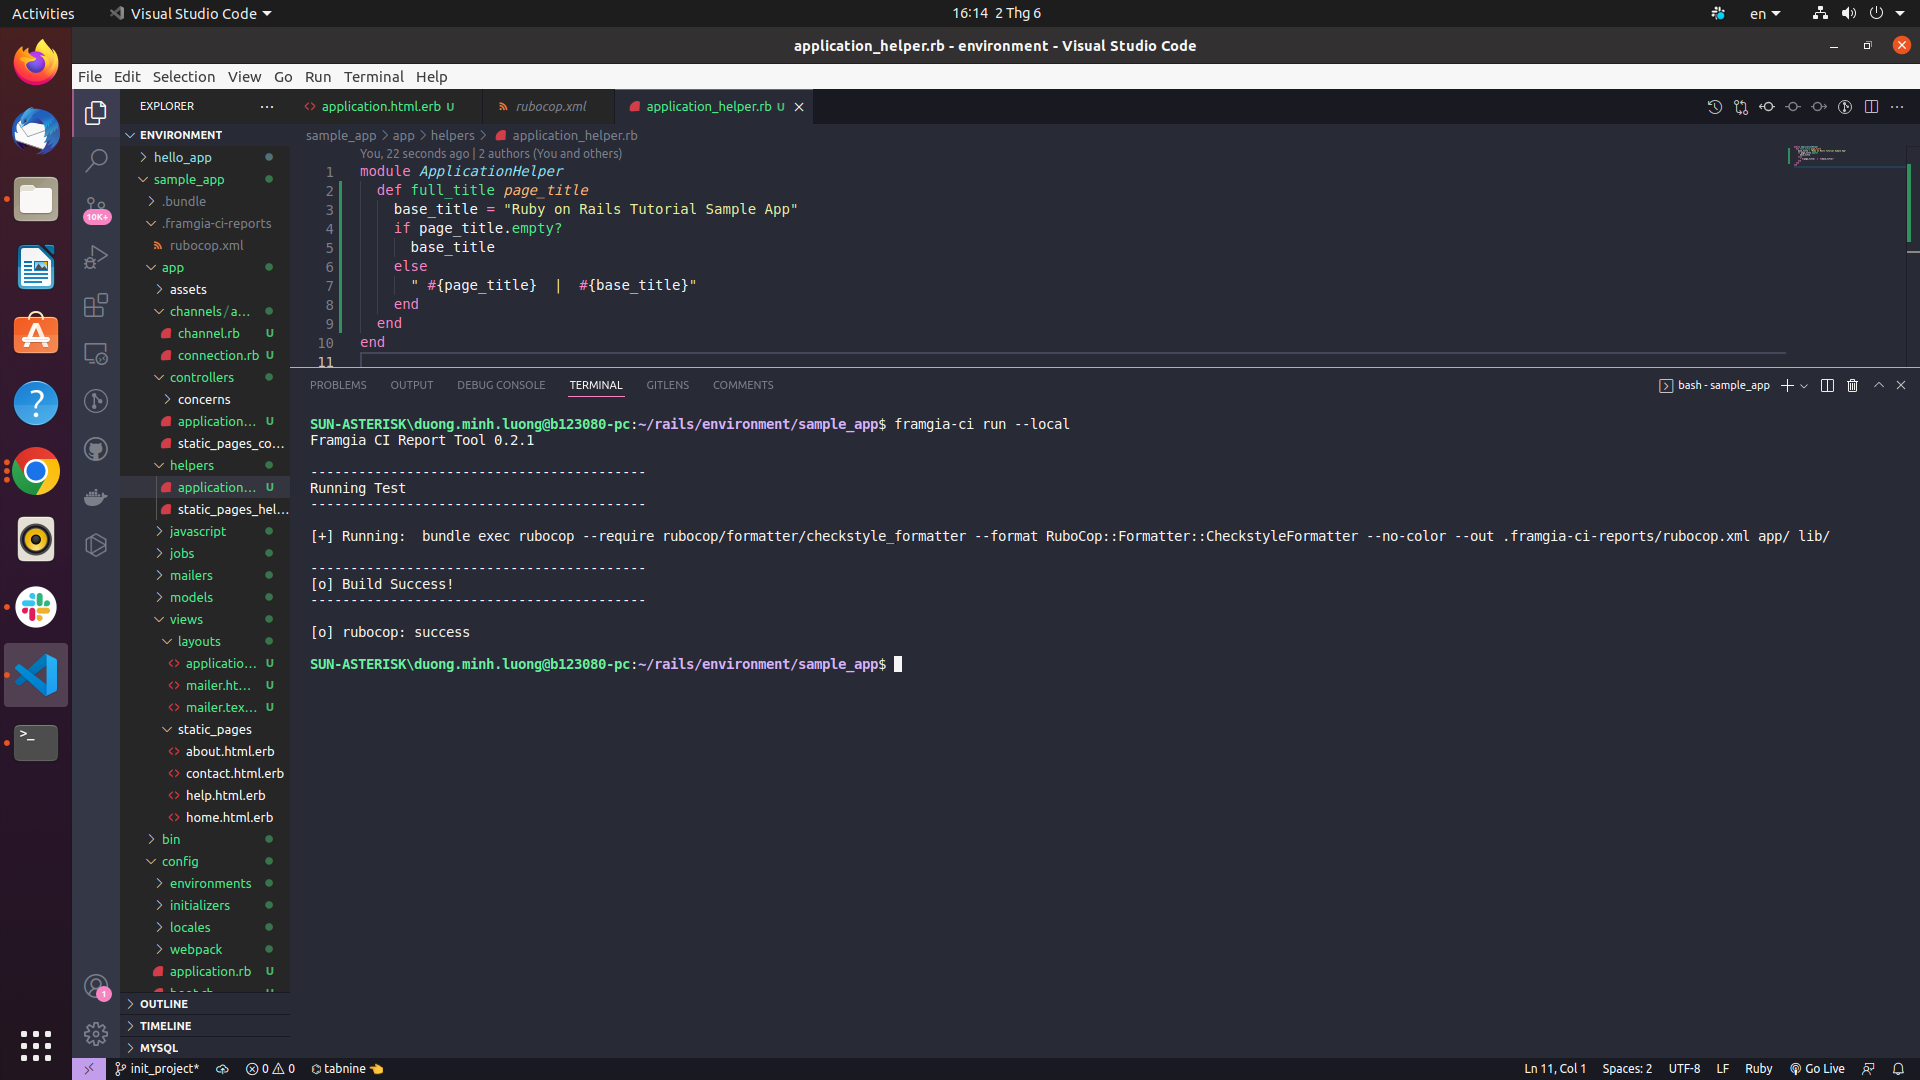 Activities
Visual Studio Code
16:14 2 Thg 6
en
application_helper.rb - environment - Visual Studio Code
File Edit Selection View Go Run Terminal Help
EXPLORER
application.html.erb U
rubocop.xml
application_helper.rb U
ENVIRONMENT
hello_app
sample_app
.bundle
.framgia-ci-reports
rubocop.xml
app
assets
channels/a...
channel.rb U
connection.rb U
controllers
concerns
application... U
static_pages_co...
helpers
application... U
static_pages_hel...
javascript
jobs
mailers
models
views
layouts
applicatio... U
mailer.ht... U
mailer.tex... U
static_pages
about.html.erb
contact.html.erb
help.html.erb
home.html.erb
bin
config
environments
initializers
locales
webpack
application.rb U
OUTLINE
TIMELINE
MYSQL
10K+
1
sample_app > app > helpers > application_helper.rb
You, 22 seconds ago | 2 authors (You and others)
1 module ApplicationHelper
2 def full_title page_title
3 base_title = "Ruby on Rails Tutorial Sample App"
4 if page_title.empty?
5 base_title
6 else
7 " #{page_title}  |  #{base_title}"
8 end
9 end
10 end
11
PROBLEMS OUTPUT DEBUG CONSOLE TERMINAL GITLENS COMMENTS
bash - sample_app
SUN-ASTERISK\duong.minh.luong@b123080-pc:~/rails/environment/sample_app$ framgia-ci run --local
Framgia CI Report Tool 0.2.1
------------------------------------------
Running Test
------------------------------------------
[+] Running:  bundle exec rubocop --require rubocop/formatter/checkstyle_formatter --format RuboCop::Formatter::CheckstyleFormatter --no-color --out .framgia-ci-reports/rubocop.xml app/ lib/
------------------------------------------
[o] Build Success!
------------------------------------------
[o] rubocop: success
SUN-ASTERISK\duong.minh.luong@b123080-pc:~/rails/environment/sample_app$
init_project*
0 0
tabnine
Ln 11, Col 1
Spaces: 2
UTF-8
LF
Ruby
Go Live